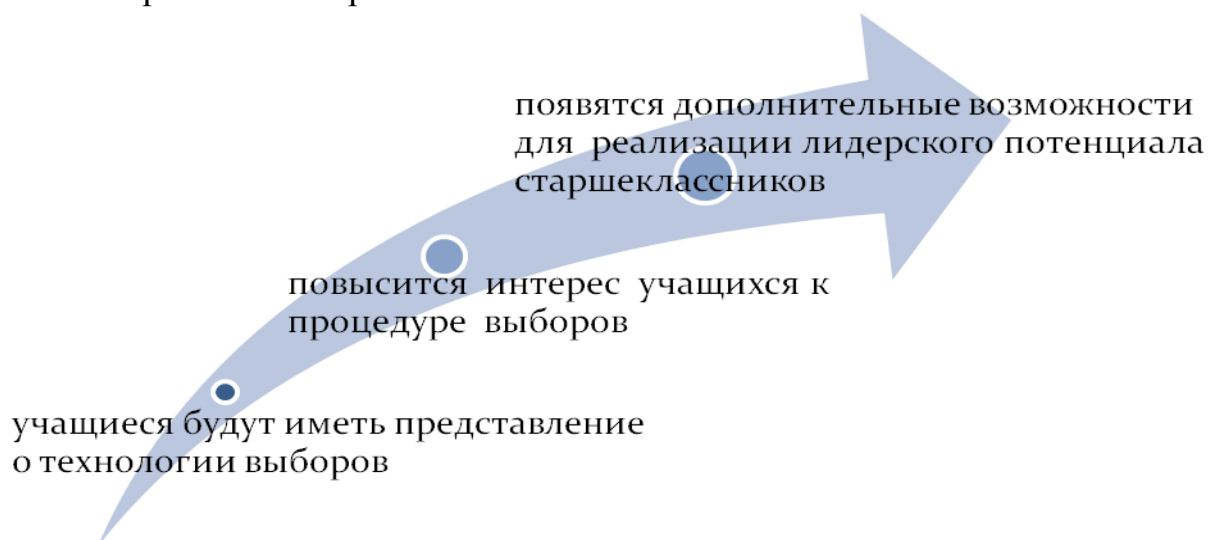 появятся дополнительные возможности
для реализации лидерского потенциала
старшеклассников
повысится интерес учащихся к
процедуре выборов
учащиеся будут иметь представление
о технологии выборов